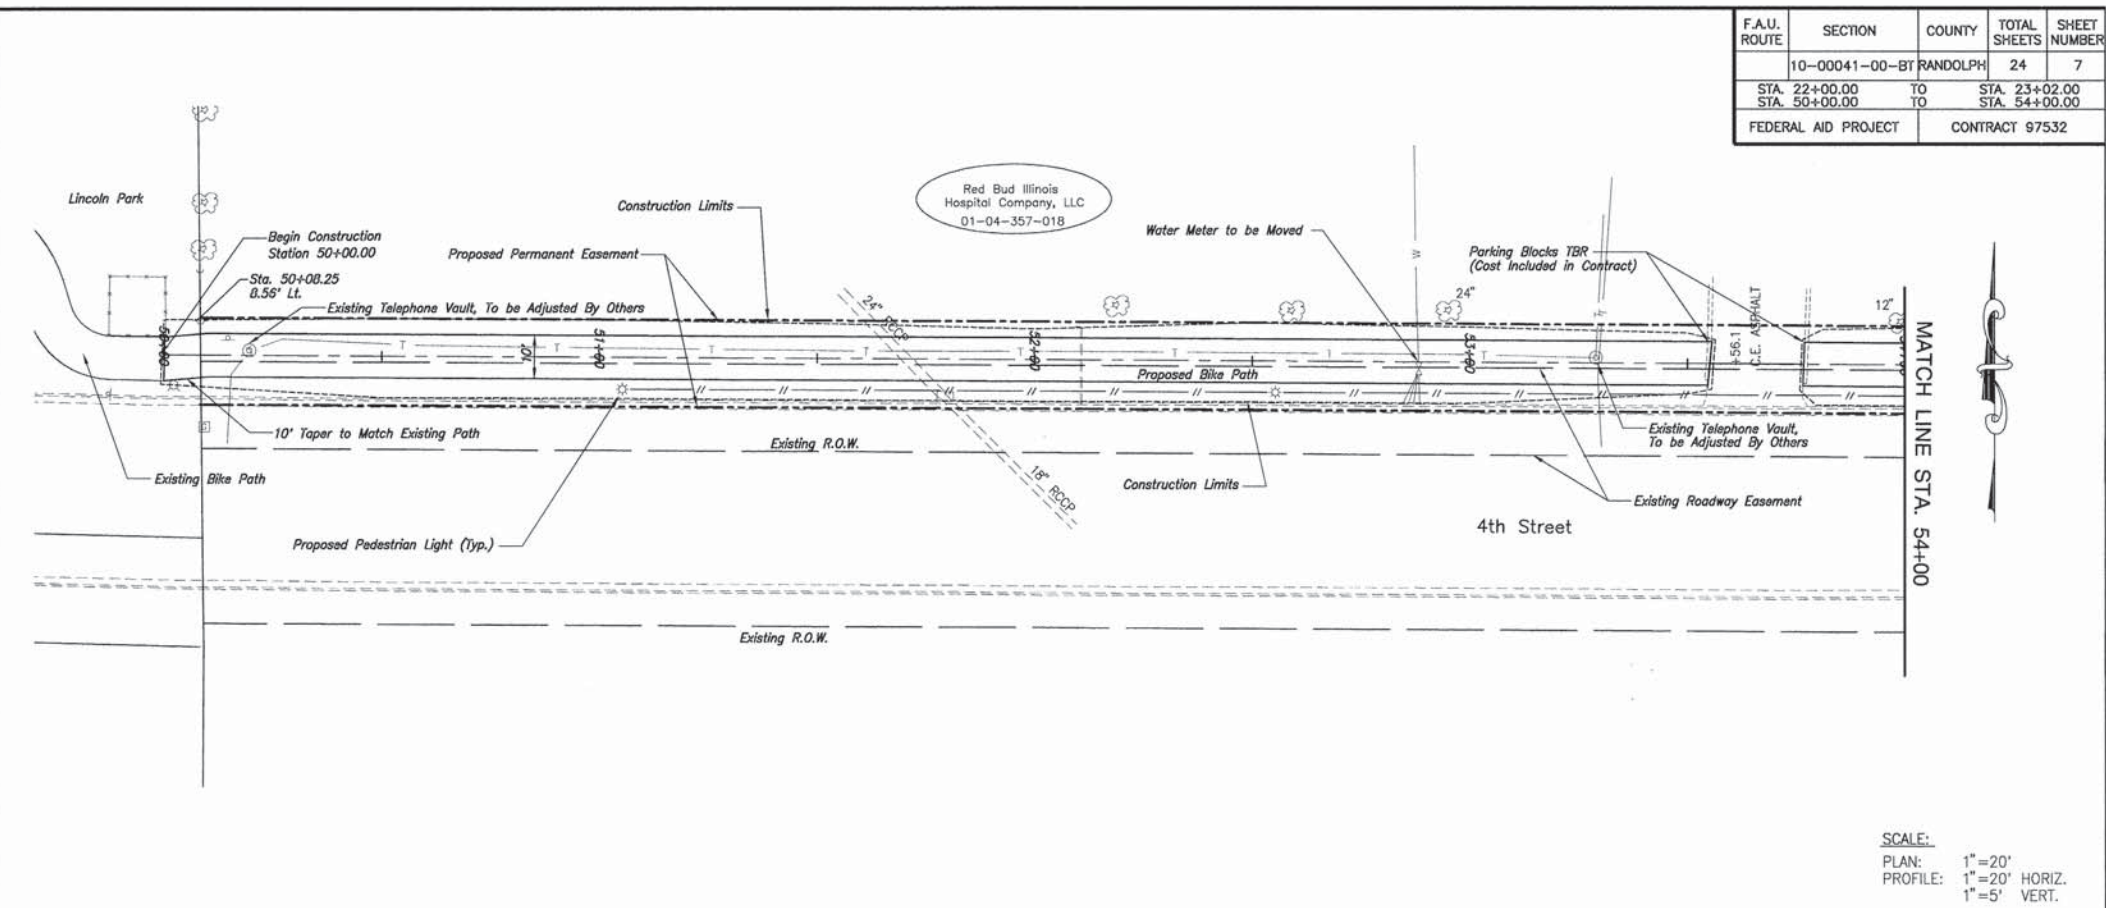 F.A.U. ROUTE
SECTION
COUNTY
TOTAL SHEETS
SHEET NUMBER
10-00041-00-BT
RANDOLPH
24
7
STA. 22+00.00 TO STA. 23+02.00
STA. 50+00.00 TO STA. 54+00.00
FEDERAL AID PROJECT
CONTRACT 97532
Lincoln Park
Begin Construction
Station 50+00.00
Sta. 50+08.25
8.56' Lt.
Existing Telephone Vault, To be Adjusted By Others
Proposed Permanent Easement
Construction Limits
Red Bud Illinois
Hospital Company, LLC
01-04-357-018
Water Meter to be Moved
Parking Blocks TBR
(Cost Included in Contract)
24" RCCP
24"
12"
W
+56.1
C.E. ASPHALT
50+00
10'
51+00
52+00
53+00
T T T T T T T T
Proposed Bike Path
10' Taper to Match Existing Path
Existing Bike Path
Existing R.O.W.
18" RCCP
Construction Limits
Existing Telephone Vault,
To be Adjusted By Others
Existing Roadway Easement
4th Street
Proposed Pedestrian Light (Typ.)
Existing R.O.W.
MATCH LINE STA. 54+00
SCALE:
PLAN: 1"=20'
PROFILE: 1"=20' HORIZ.
1"=5' VERT.